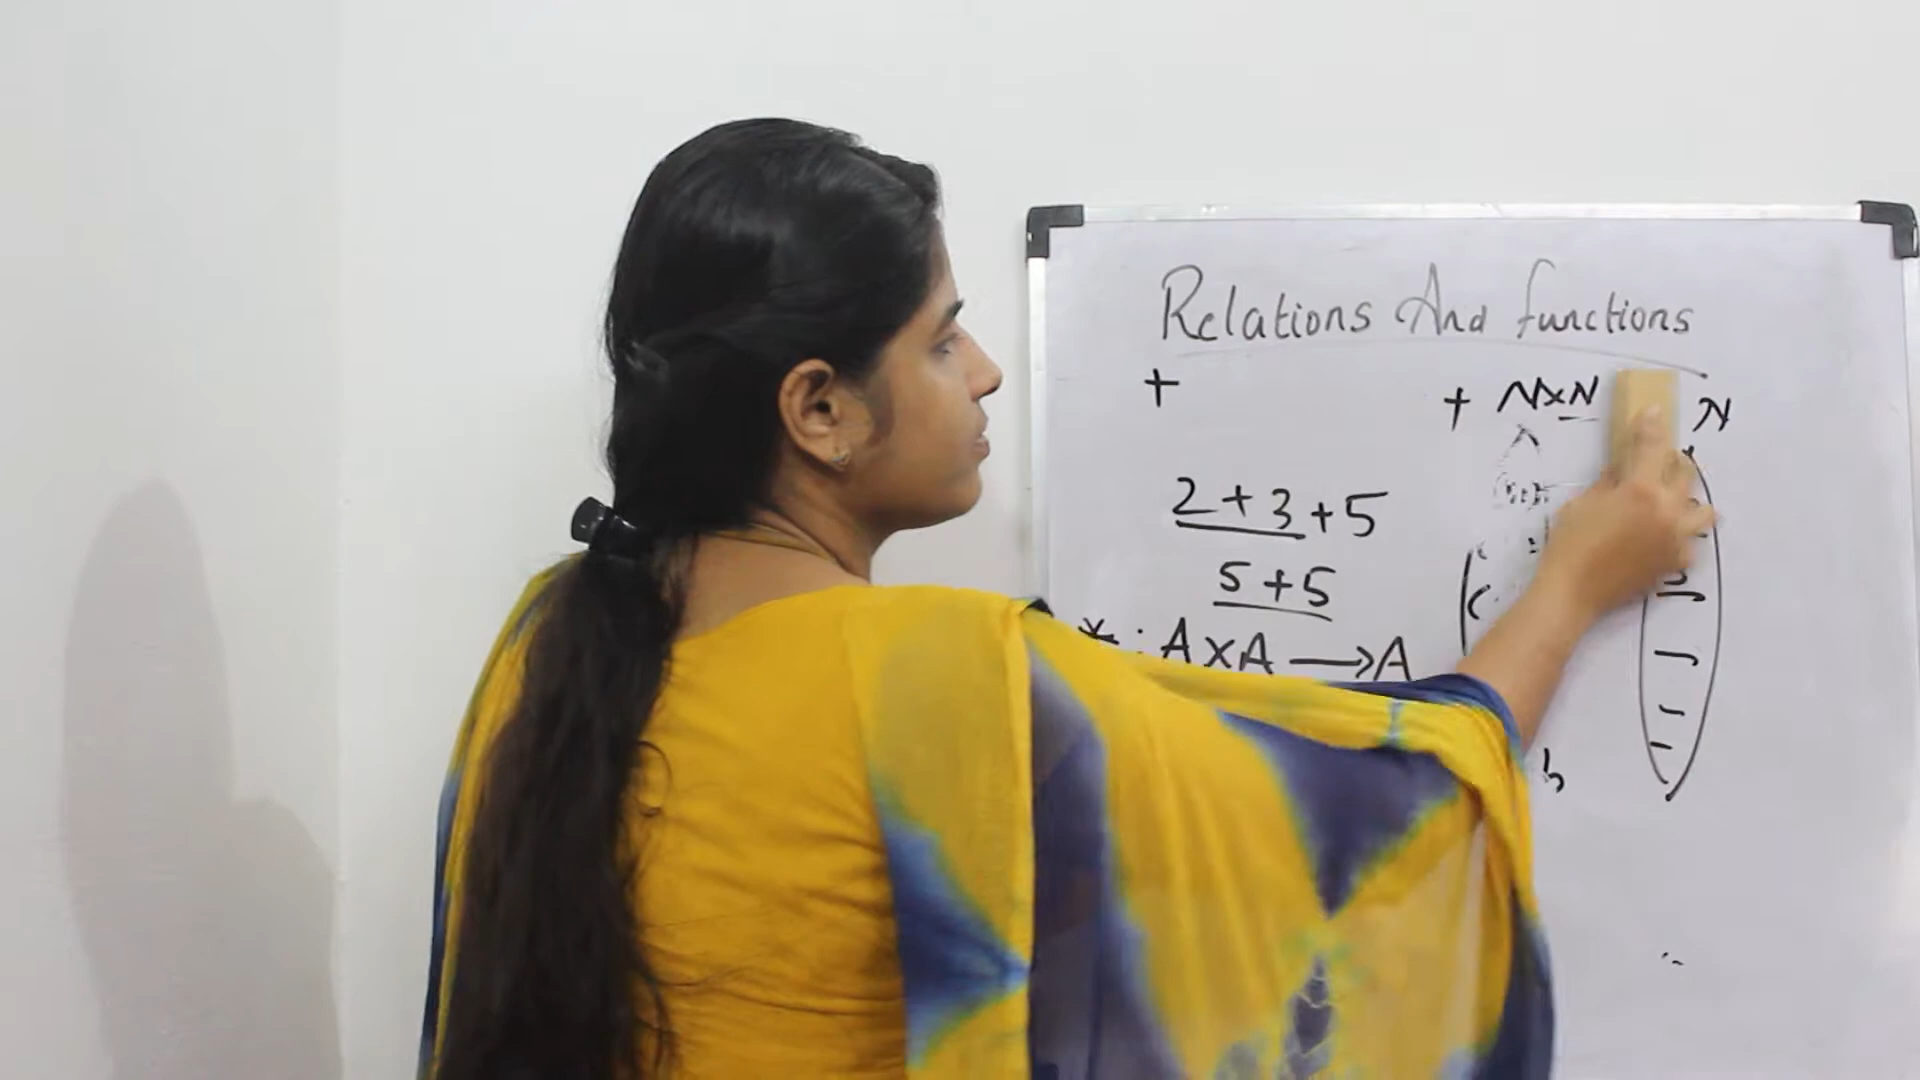 Relations And functions
+
+ N×N N
2 + 3 + 5
5 + 5
* : A×A ⟶ A
b